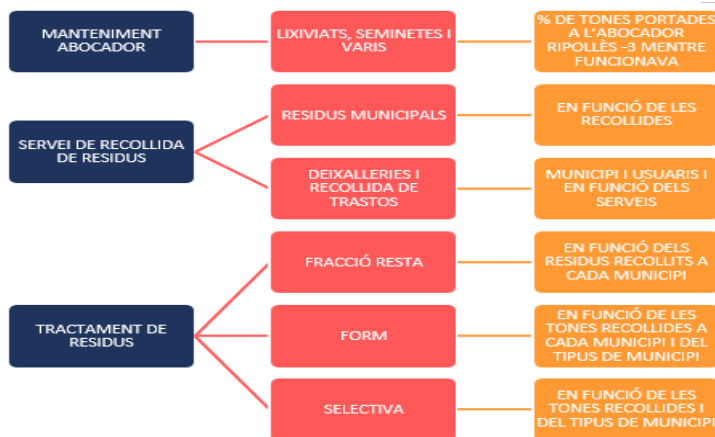 MANTENIMENT
ABOCADOR
LIXIVIATS, SEMINETES I
VARIS
% DE TONES PORTADES
A L'ABOCADOR
RIPOLLÈS -3 MENTRE
FUNCIONAVA
SERVEI DE RECOLLIDA
DE RESIDUS
RESIDUS MUNICIPALS
EN FUNCIÓ DE LES
RECOLLIDES
DEIXALLERIES I
RECOLLIDA DE
TRASTOS
MUNICIPI I USUARIS I
EN FUNCIÓ DELS
SERVEIS
TRACTAMENT DE
RESIDUS
FRACCIÓ RESTA
EN FUNCIÓ DELS
RESIDUS RECOLLITS A
CADA MUNICIPI
FORM
EN FUNCIÓ DE LES
TONES RECOLLIDES A
CADA MUNICIPI I DEL
TIPUS DE MUNICIPI
SELECTIVA
EN FUNCIÓ DE LES
TONES RECOLLIDES I
DEL TIPUS DE MUNICIPI